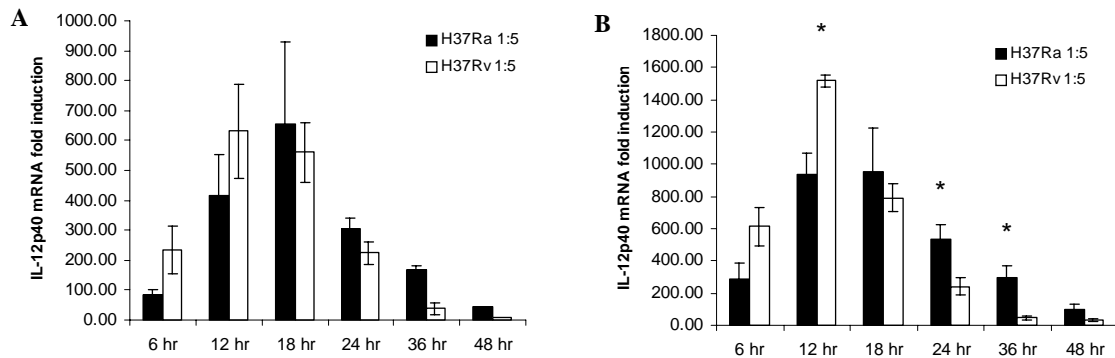 A
IL-12p40 mRNA fold induction
1000.00
900.00
800.00
700.00
600.00
500.00
400.00
300.00
200.00
100.00
0.00
H37Ra 1:5
H37Rv 1:5
6 hr 12 hr 18 hr 24 hr 36 hr 48 hr
B
IL-12p40 mRNA fold induction
1800.00
1600.00
1400.00
1200.00
1000.00
800.00
600.00
400.00
200.00
0.00
*
H37Ra 1:5
H37Rv 1:5
*
*
6 hr 12 hr 18 hr 24 hr 36 hr 48 hr